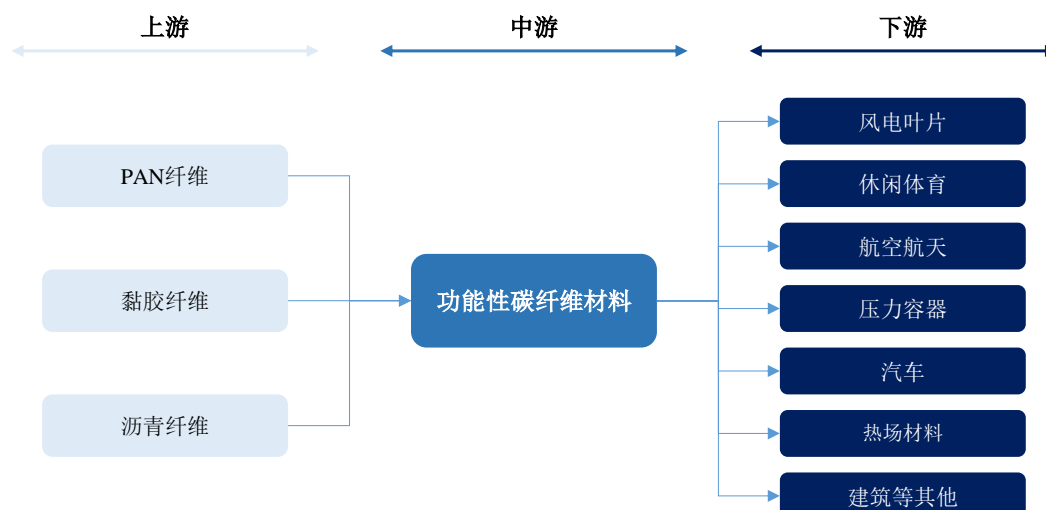 上游
中游
下游
PAN纤维
黏胶纤维
沥青纤维
功能性碳纤维材料
风电叶片
休闲体育
航空航天
压力容器
汽车
热场材料
建筑等其他